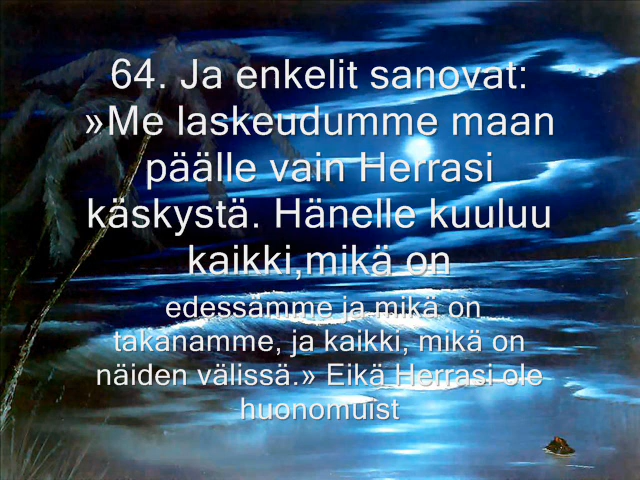 64. Ja enkelit sanovat:
»Me laskeudumme maan
päälle vain Herrasi
käskystä. Hänelle kuuluu
kaikki,mikä on
edessämme ja mikä on
takanamme, ja kaikki, mikä on
näiden välissä.» Eikä Herrasi ole
huonomuist